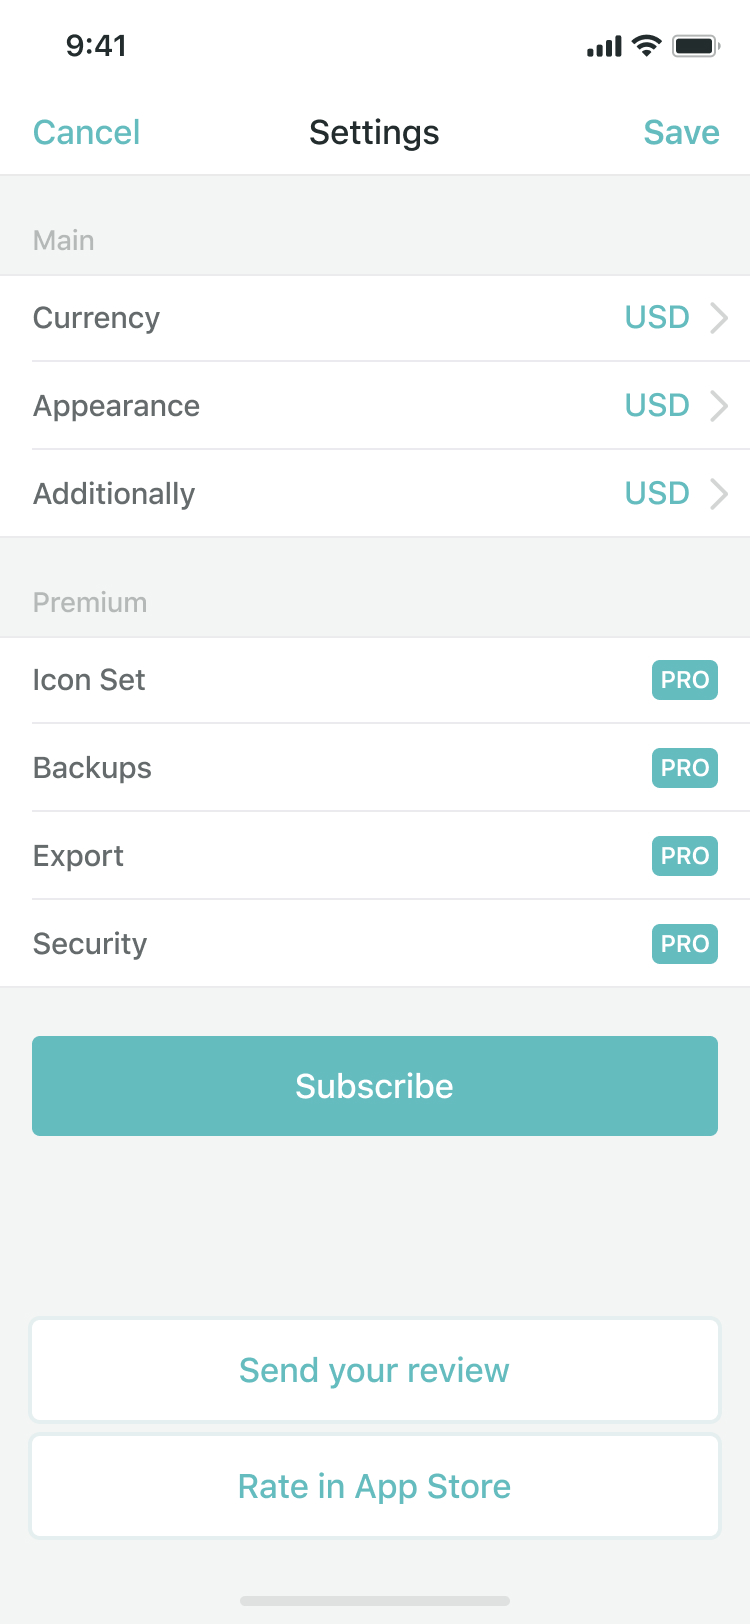 9:41
Cancel Settings Save
Main
Currency USD
Appearance USD
Additionally USD
Premium
Icon Set PRO
Backups PRO
Export PRO
Security PRO
Subscribe
Send your review
Rate in App Store